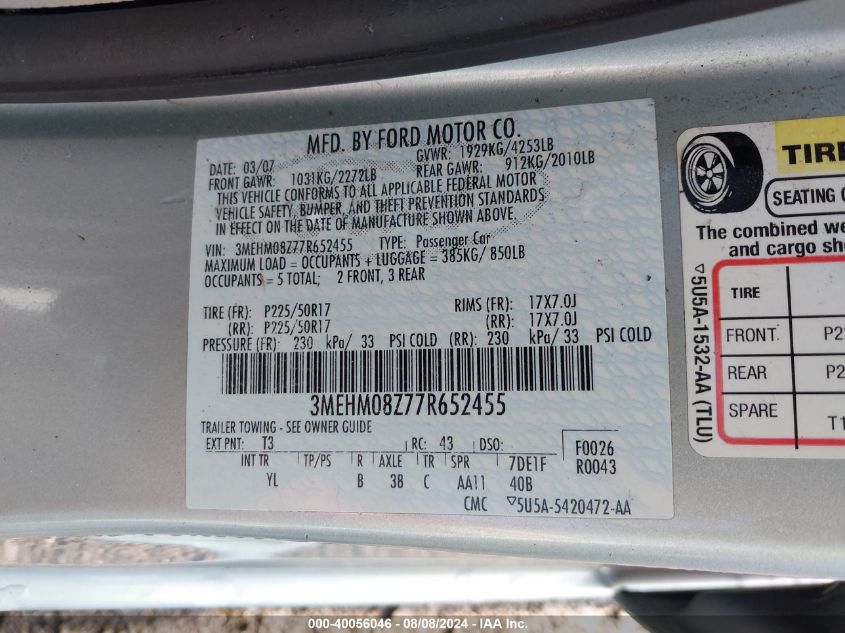 MFD. BY FORD MOTOR CO.
DATE: 03/07 GVWR: 1929KG/4253LB
FRONT GAWR: 1031KG/2272LB REAR GAWR: 912KG/2010LB
THIS VEHICLE CONFORMS TO ALL APPLICABLE FEDERAL MOTOR
VEHICLE SAFETY, BUMPER, AND THEFT PREVENTION STANDARDS
IN EFFECT ON THE DATE OF MANUFACTURE SHOWN ABOVE.
VIN: 3MEHM08Z77R652455 TYPE: Passenger Car
MAXIMUM LOAD = OCCUPANTS + LUGGAGE = 385KG/ 850LB
OCCUPANTS = 5 TOTAL; 2 FRONT, 3 REAR
TIRE (FR): P225/50R17 RIMS (FR): 17X7.0J
(RR): P225/50R17 (RR): 17X7.0J
PRESSURE (FR): 230 kPa/ 33 PSI COLD (RR): 230 kPa/ 33 PSI COLD
3MEHM08Z77R652455
TRAILER TOWING - SEE OWNER GUIDE
EXT PNT: T3 RC: 43 DSO: F0026
INT TR TP/PS R AXLE TR SPR 7DE1F R0043
YL B 38 C AA11 40B
CMC 5U5A-5420472-AA
TIRE
SEATING
The combined we
and cargo sho
5U5A-1532-AA (TLU)
TIRE
FRONT P2
REAR P2
SPARE T1
000-40056046 - 08/08/2024 - IAA Inc.